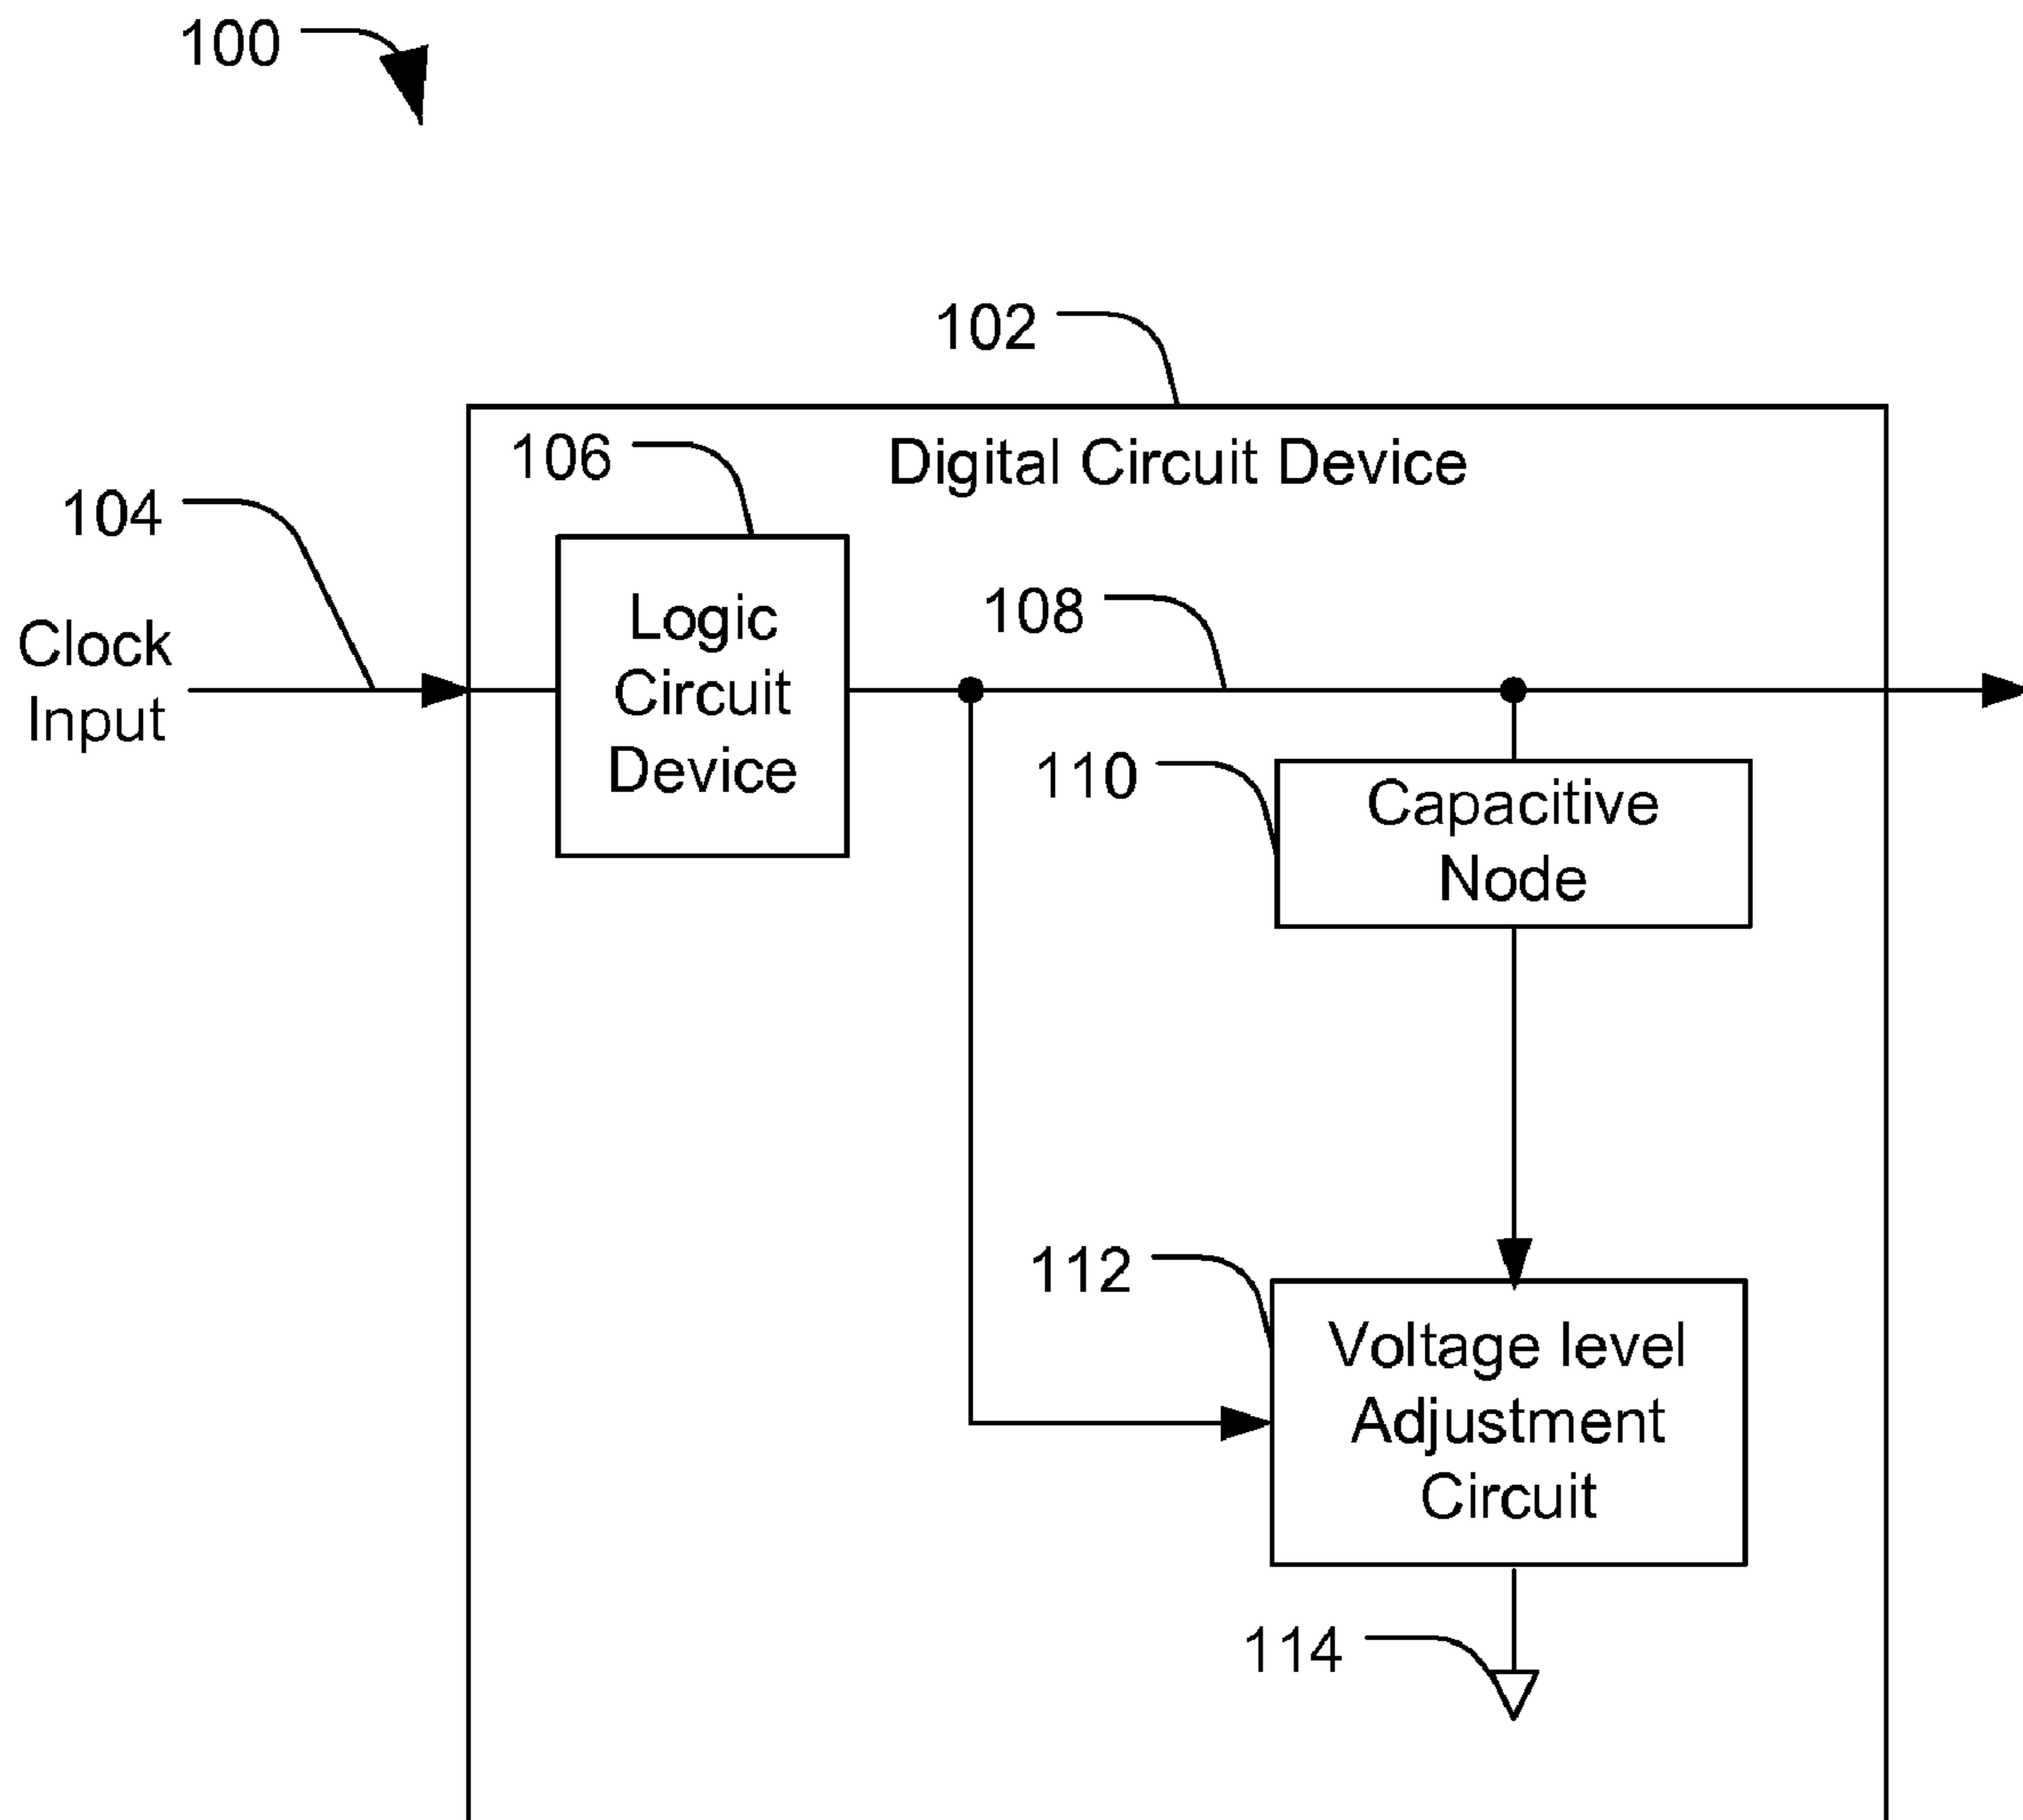 100
102
Digital Circuit Device
106
104
Logic
Circuit
Device
108
Clock
Input
110
Capacitive
Node
112
Voltage level
Adjustment
Circuit
114